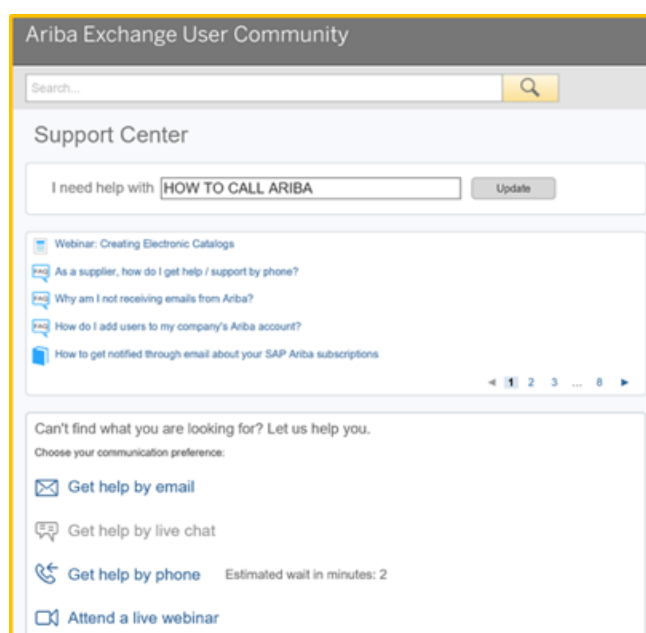 Ariba Exchange User Community
Search...
Support Center
I need help with HOW TO CALL ARIBA Update
Webinar: Creating Electronic Catalogs
FAQ As a supplier, how do I get help / support by phone?
FAQ Why am I not receiving emails from Ariba?
FAQ How do I add users to my company's Ariba account?
How to get notified through email about your SAP Ariba subscriptions
◄ 1 2 3 ... 8 ►
Can't find what you are looking for? Let us help you.
Choose your communication preference:
Get help by email
Get help by live chat
Get help by phone Estimated wait in minutes: 2
Attend a live webinar